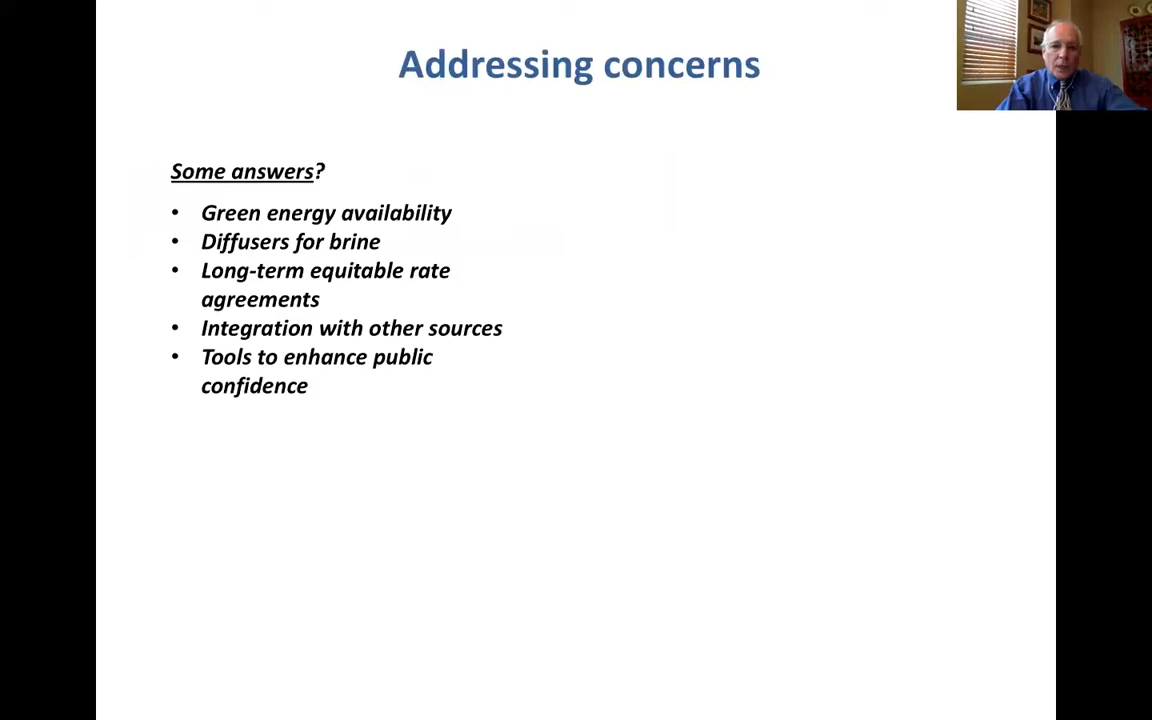 Addressing concerns
Some answers?
• Green energy availability
• Diffusers for brine
• Long-term equitable rate
agreements
• Integration with other sources
• Tools to enhance public
confidence